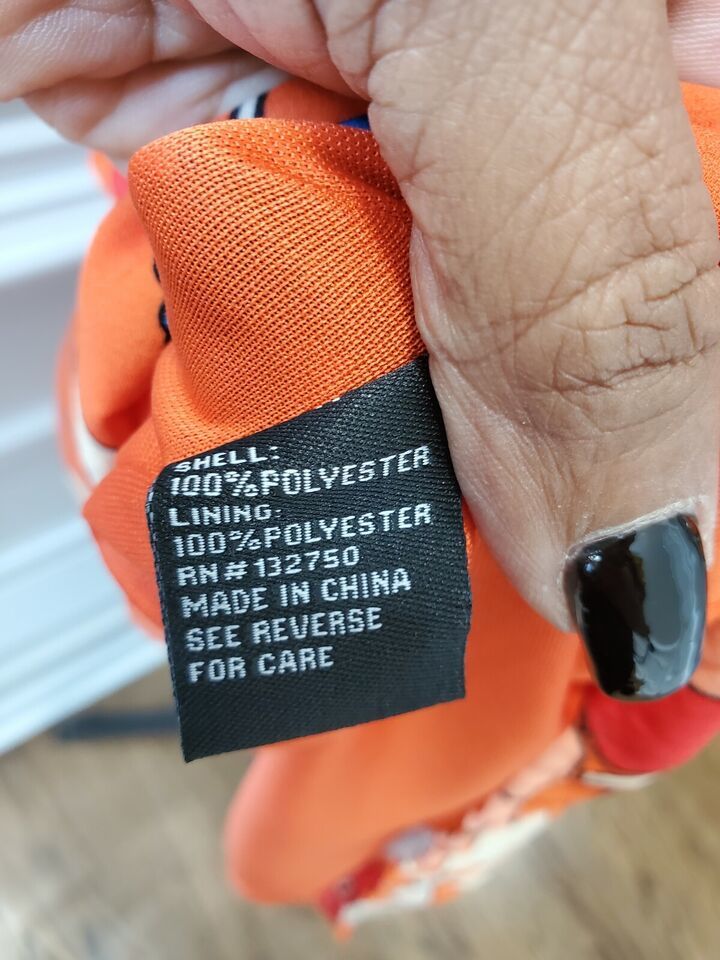 SHELL:
100%POLYESTER
LINING:
100%POLYESTER
RN#132750
MADE IN CHINA
SEE REVERSE
FOR CARE